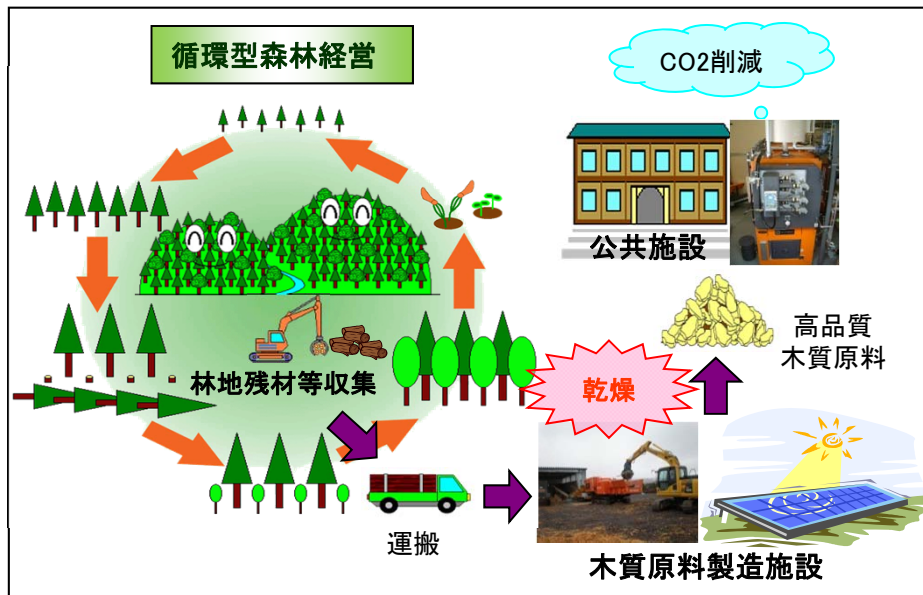 循環型森林経営
CO2削減
公共施設
高品質
木質原料
林地残材等収集
乾燥
運搬
木質原料製造施設